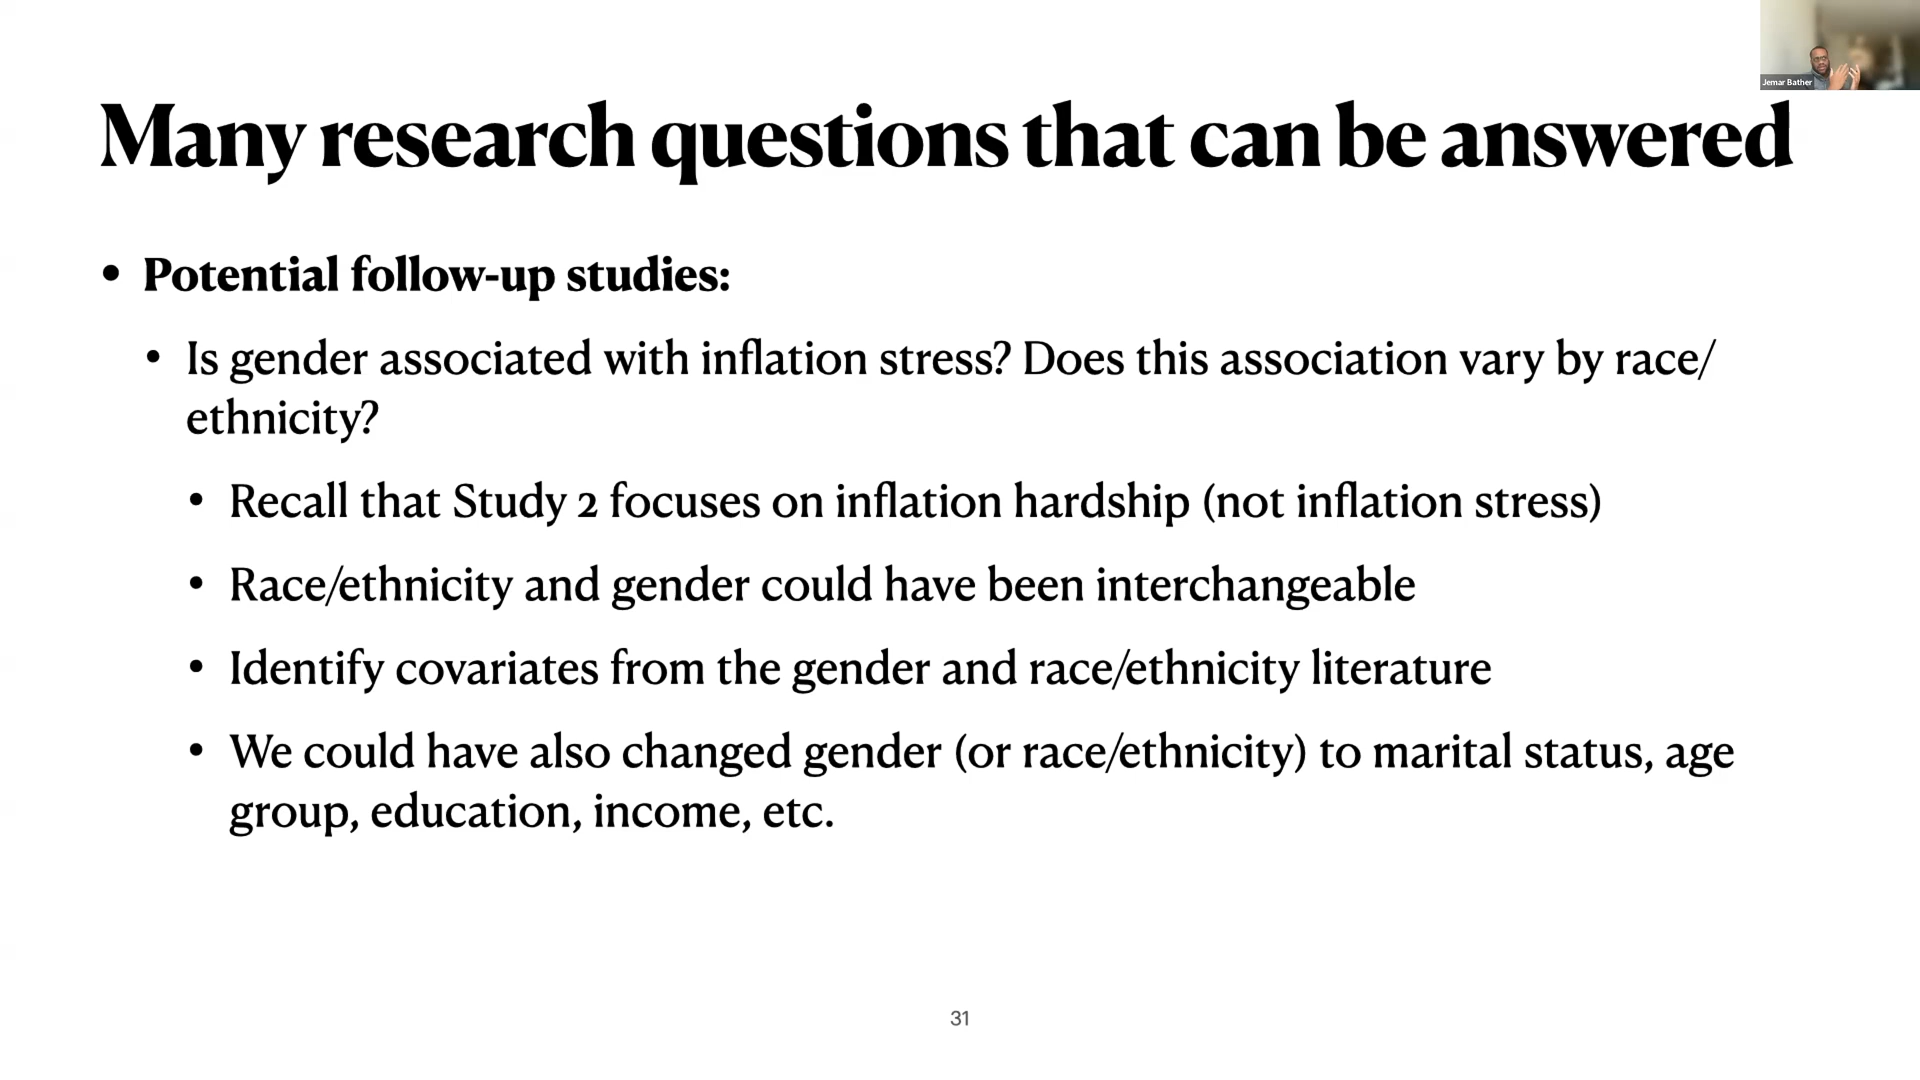 Jemar Bather
Many research questions that can be answered
• Potential follow-up studies:
• Is gender associated with inflation stress? Does this association vary by race/
ethnicity?
• Recall that Study 2 focuses on inflation hardship (not inflation stress)
• Race/ethnicity and gender could have been interchangeable
• Identify covariates from the gender and race/ethnicity literature
• We could have also changed gender (or race/ethnicity) to marital status, age
group, education, income, etc.
31